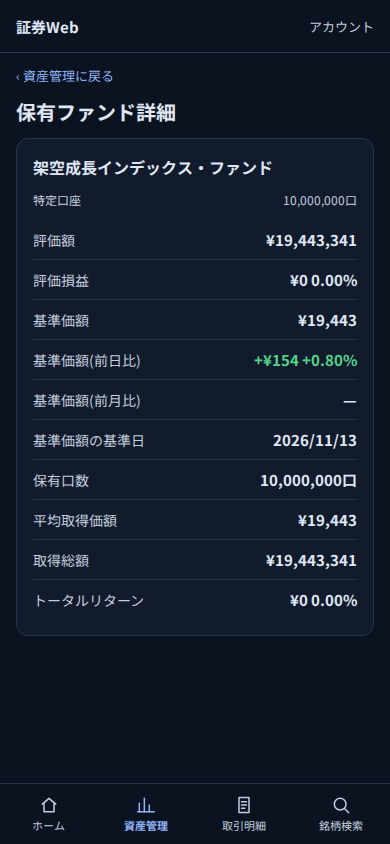 証券Web アカウント
‹ 資産管理に戻る
保有ファンド詳細
架空成長インデックス・ファンド
特定口座 10,000,000口
評価額 ¥19,443,341
評価損益 ¥0 0.00%
基準価額 ¥19,443
基準価額(前日比) +¥154 +0.80%
基準価額(前月比) —
基準価額の基準日 2026/11/13
保有口数 10,000,000口
平均取得価額 ¥19,443
取得総額 ¥19,443,341
トータルリターン ¥0 0.00%
ホーム 資産管理 取引明細 銘柄検索